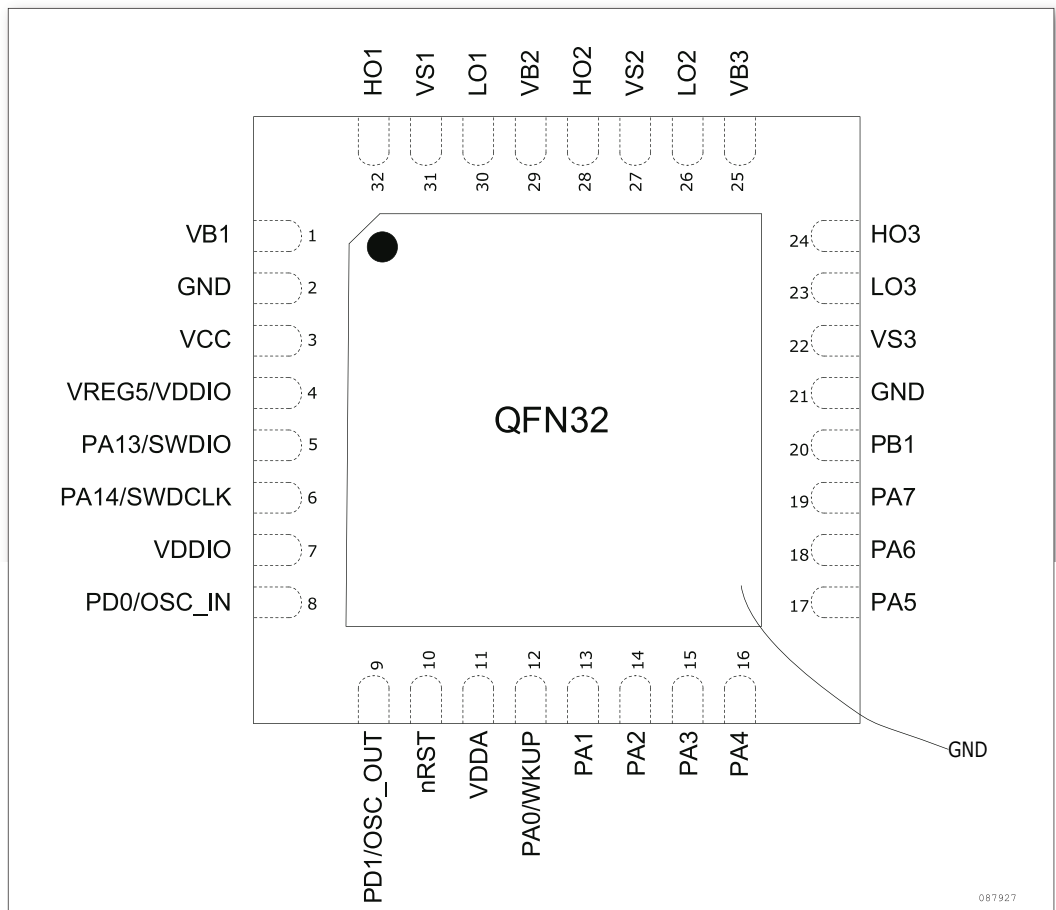 HO1
VS1
LO1
VB2
HO2
VS2
LO2
VB3
32
31
30
29
28
27
26
25
VB1 1
GND 2
VCC 3
VREG5/VDDIO 4
PA13/SWDIO 5
PA14/SWDCLK 6
VDDIO 7
PD0/OSC_IN 8
QFN32
24 HO3
23 LO3
22 VS3
21 GND
20 PB1
19 PA7
18 PA6
17 PA5
9
10
11
12
13
14
15
16
PD1/OSC_OUT
nRST
VDDA
PA0/WKUP
PA1
PA2
PA3
PA4
GND
087927